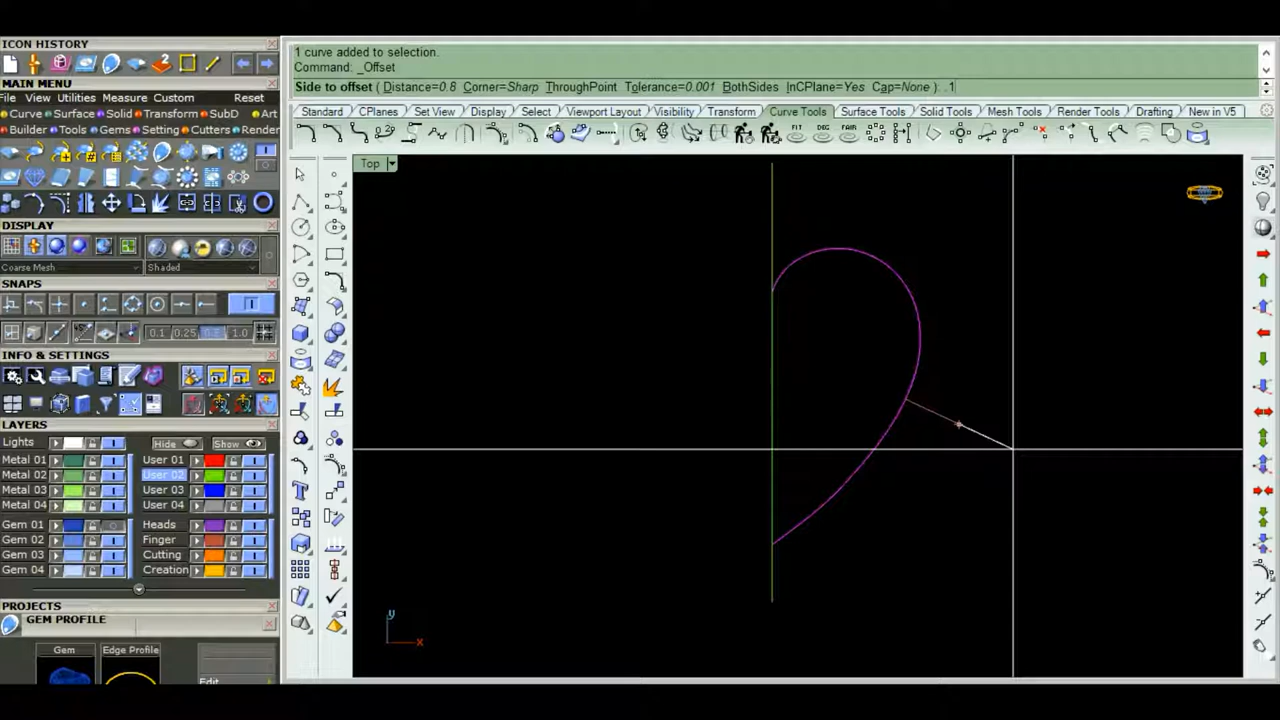 ICON HISTORY
2
MAIN MENU
File View Utilities Measure Custom Reset
Curve Surface Solid Transform SubD Art
Builder Tools Gems Setting Cutters Render
DISPLAY
Coarse Mesh Shaded
SNAPS
0.1 0.25 1.0
INFO & SETTINGS
LAYERS
Lights Hide Show
Metal 01 User 01
Metal 02 User 02
Metal 03 User 03
Metal 04 User 04
Gem 01 Heads
Gem 02 Finger
Gem 03 Cutting
Gem 04 Creation
PROJECTS
GEM PROFILE
Gem Edge Profile
Edit
1 curve added to selection.
Command: _Offset
Side to offset ( Distance=0.8 Corner=Sharp ThroughPoint Tolerance=0.001 BothSides InCPlane=Yes Cap=None ): .1
Standard CPlanes Set View Display Select Viewport Layout Visibility Transform Curve Tools Surface Tools Solid Tools Mesh Tools Render Tools Drafting New in V5
FIT DEG FAIR
Top
y
x